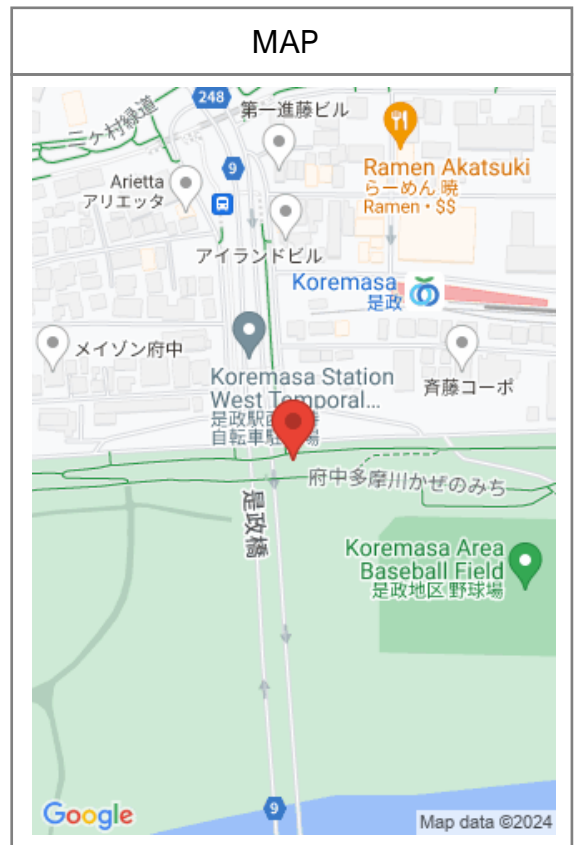 MAP
248
第一進藤ビル
二ケ村緑道
9
Ramen Akatsuki
らーめん 暁
Ramen・$$
Arietta
アリエッタ
アイランドビル
Koremasa
是政
メイゾン府中
Koremasa Station
West Temporal...
是政駅西
自転車駐 場
斉藤コーポ
府中多摩川かぜのみち
是政橋
Koremasa Area
Baseball Field
是政地区 野球場
9
Google
Map data ©2024